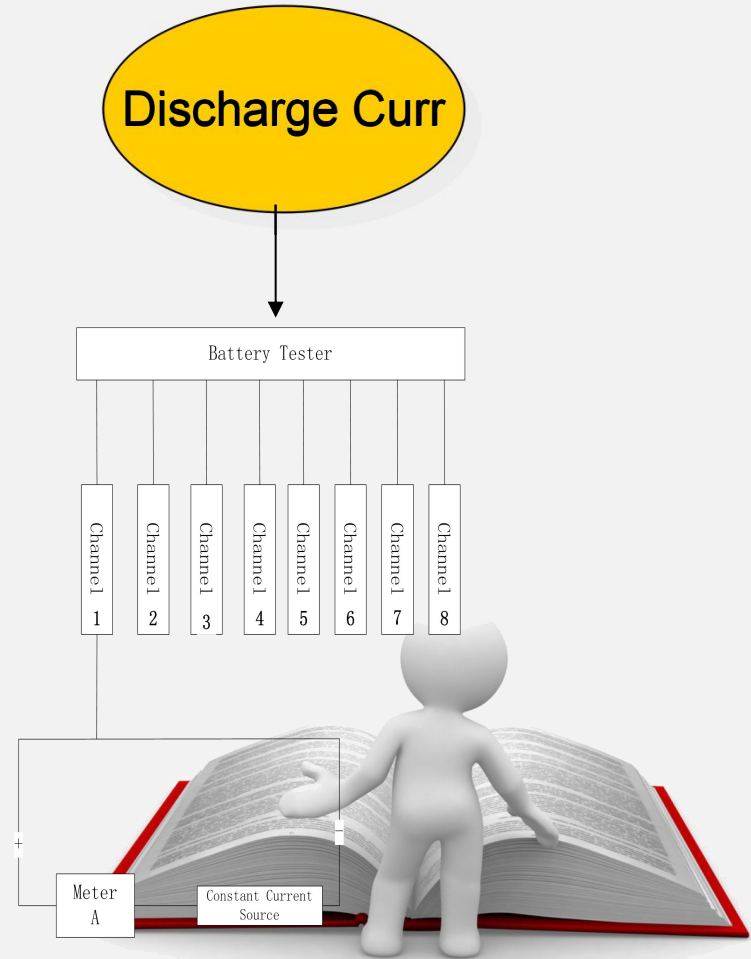 Discharge Curr
Battery Tester
Channel 1
Channel 2
Channel 3
Channel 4
Channel 5
Channel 6
Channel 7
Channel 8
+
−
Meter
A
Constant Current
Source